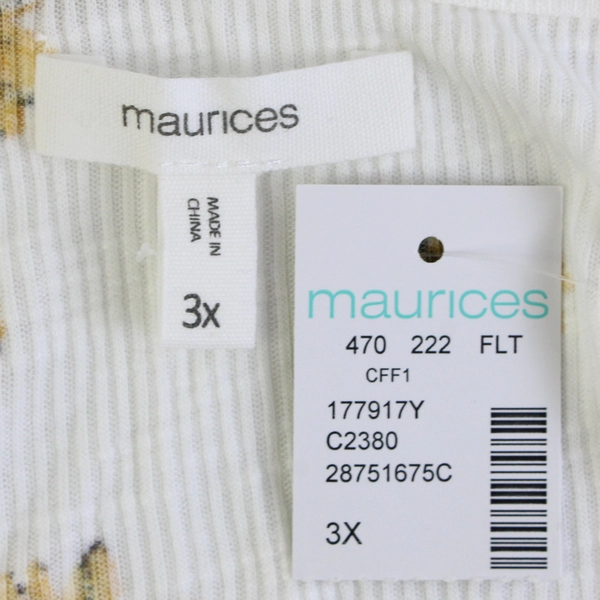 maurices
MADE IN
CHINA
3X
maurices
470 222 FLT
CFF1
177917Y
C2380
28751675C
3X